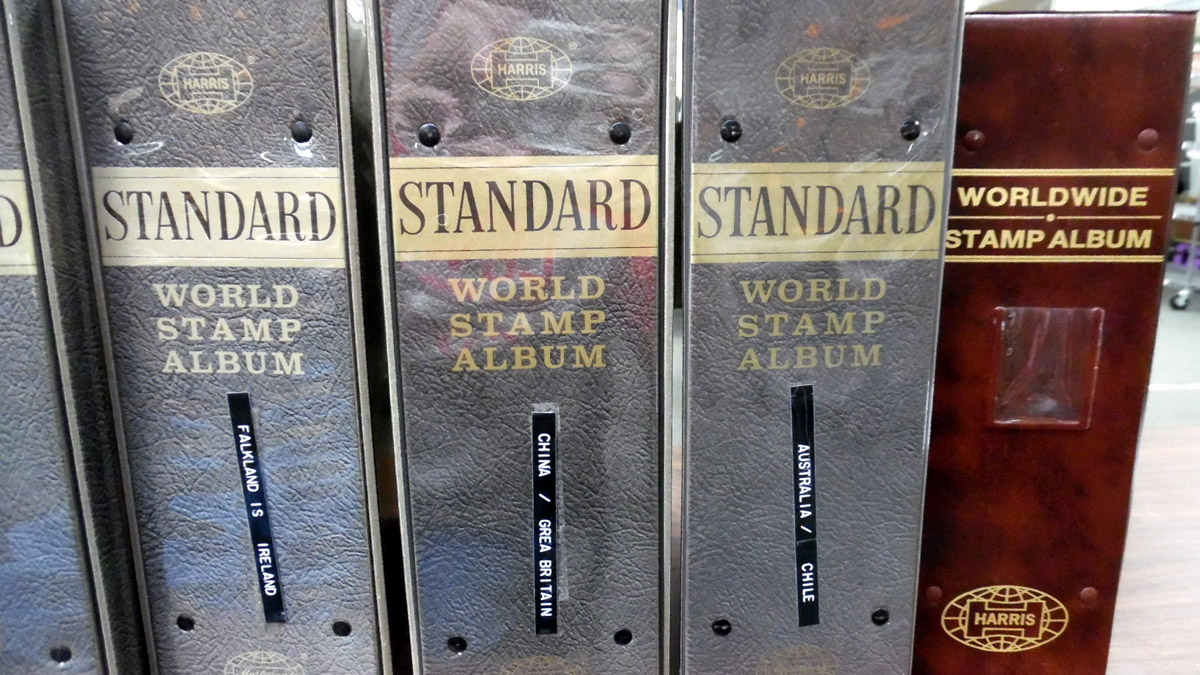 D
HARRIS
®
STANDARD
WORLD
STAMP
ALBUM
FALKLAND IS IRELAND
HARRIS
®
STANDARD
WORLD
STAMP
ALBUM
CHINA / GREA BRITAIN
HARRIS
STANDARD
WORLD
STAMP
ALBUM
AUSTRALIA / CHILE
WORLDWIDE
STAMP ALBUM
HARRIS